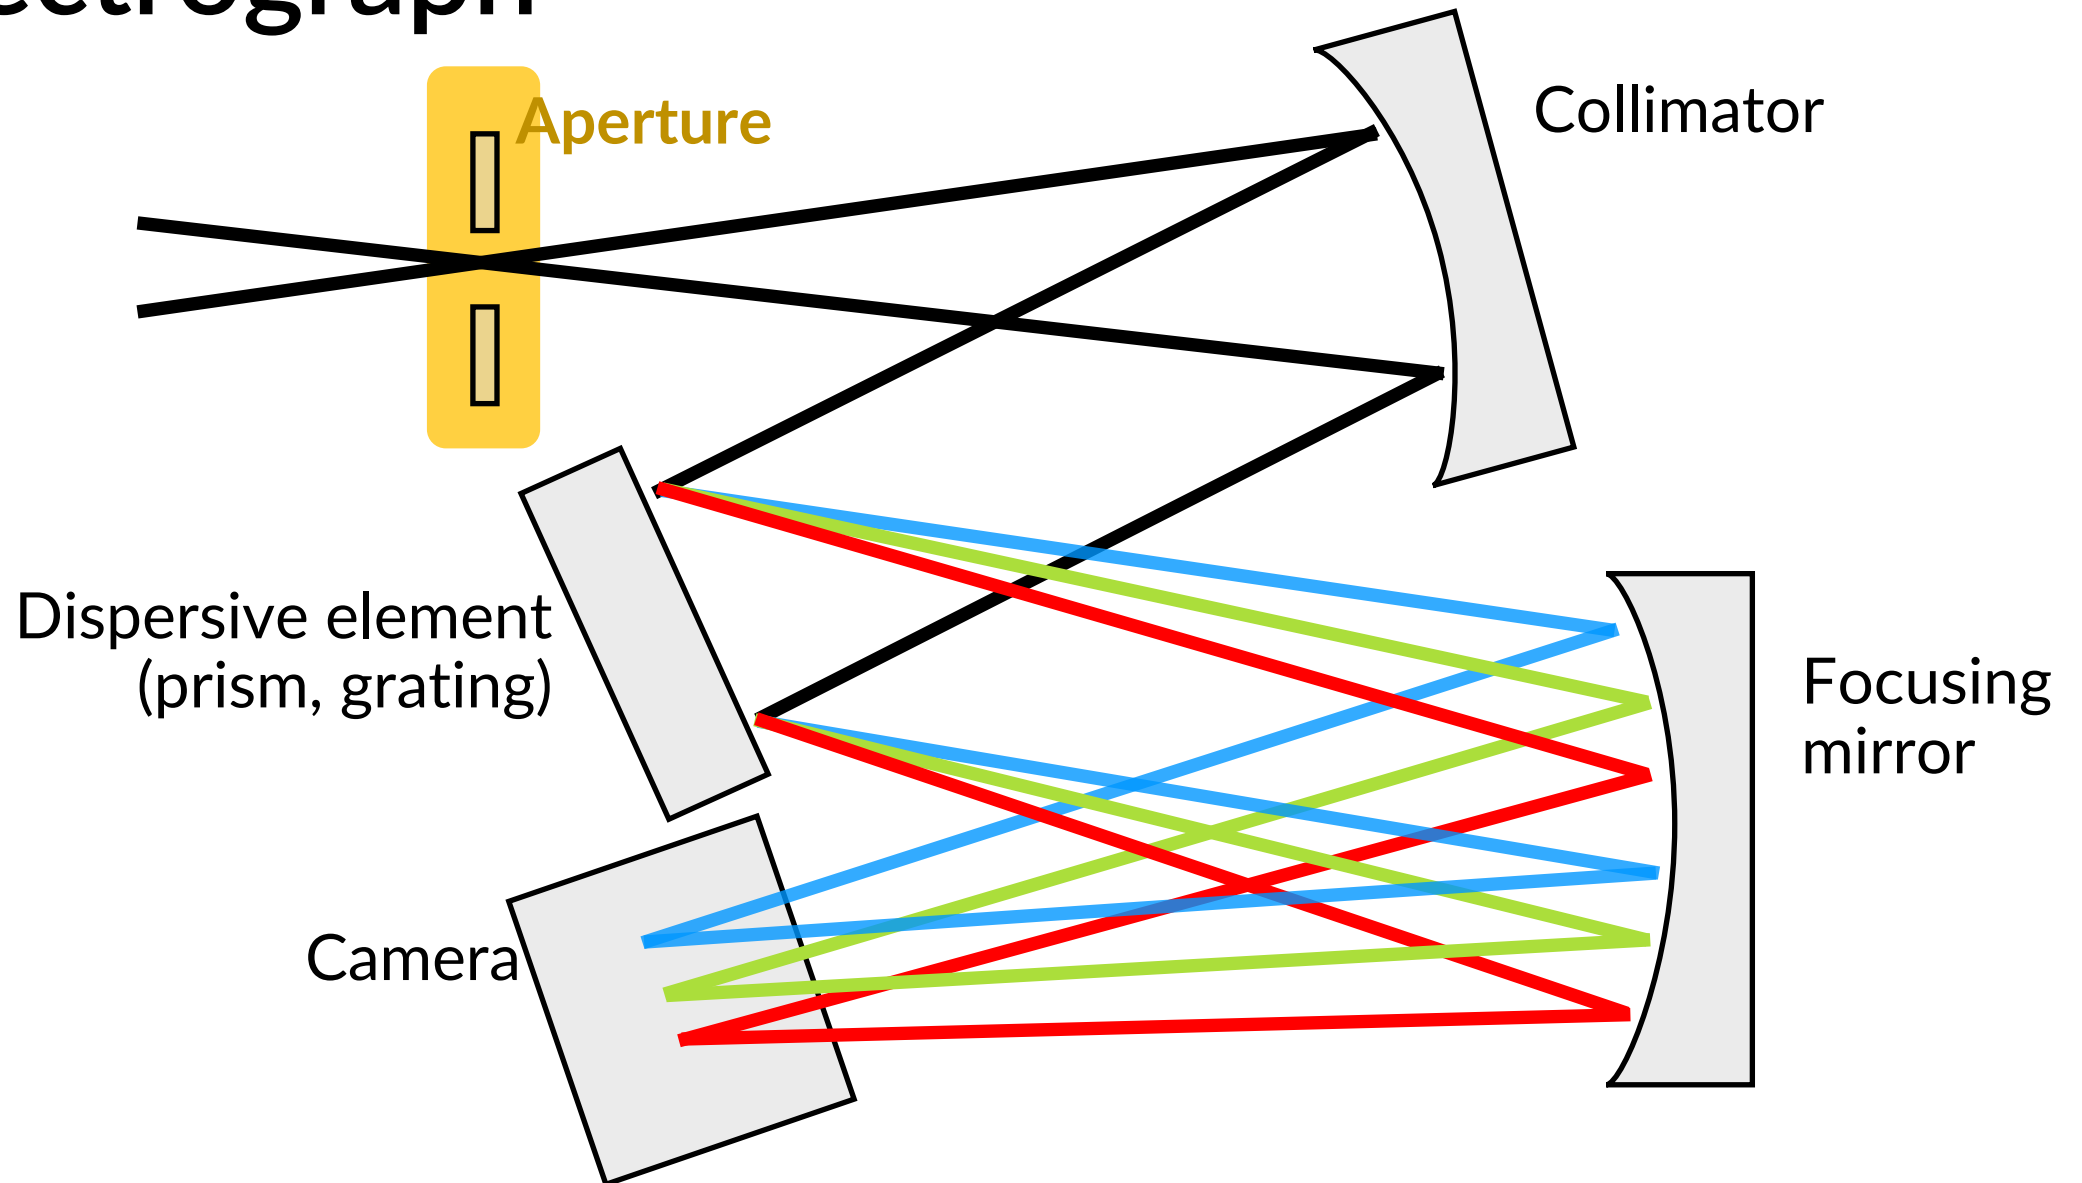 Aperture
Collimator
Dispersive element
(prism, grating)
Focusing
mirror
Camera